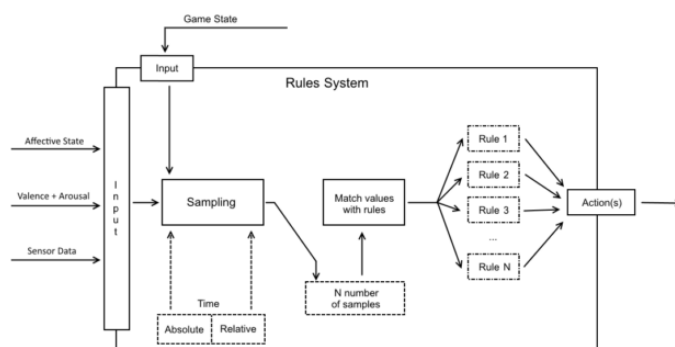 Game State
Input
Rules System
Affective State
Valence + Arousal
Sensor Data
Input
Sampling
Time
Absolute
Relative
N number
of samples
Match values
with rules
Rule 1
Rule 2
Rule 3
...
Rule N
Action(s)